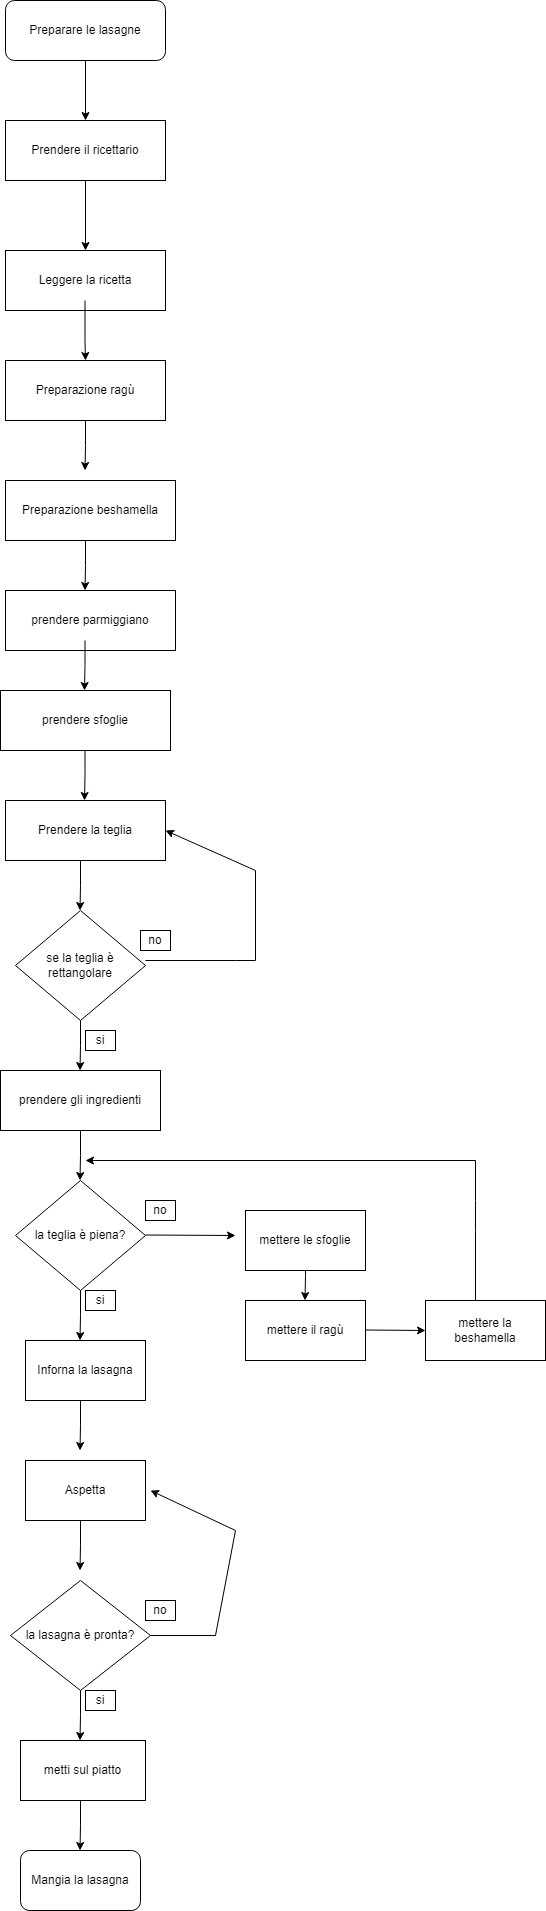 Preparare le lasagne
Prendere il ricettario
Leggere la ricetta
Preparazione ragù
Preparazione beshamella
prendere parmiggiano
prendere sfoglie
Prendere la teglia
no
se la teglia è
rettangolare
si
prendere gli ingredienti
no
la teglia è piena?
mettere le sfoglie
si
mettere il ragù
mettere la
beshamella
Inforna la lasagna
Aspetta
no
la lasagna è pronta?
si
metti sul piatto
Mangia la lasagna